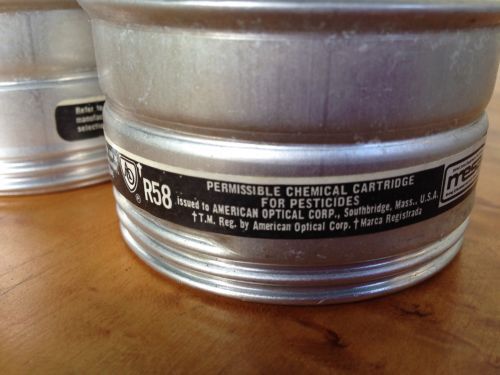 Refer to
manufac
selectio
R58
PERMISSIBLE CHEMICAL CARTRIDGE
FOR PESTICIDES
issued to AMERICAN OPTICAL CORP., Southbridge, Mass., U.S.A.
†T.M. Reg. by American Optical Corp. †Marca Registrada